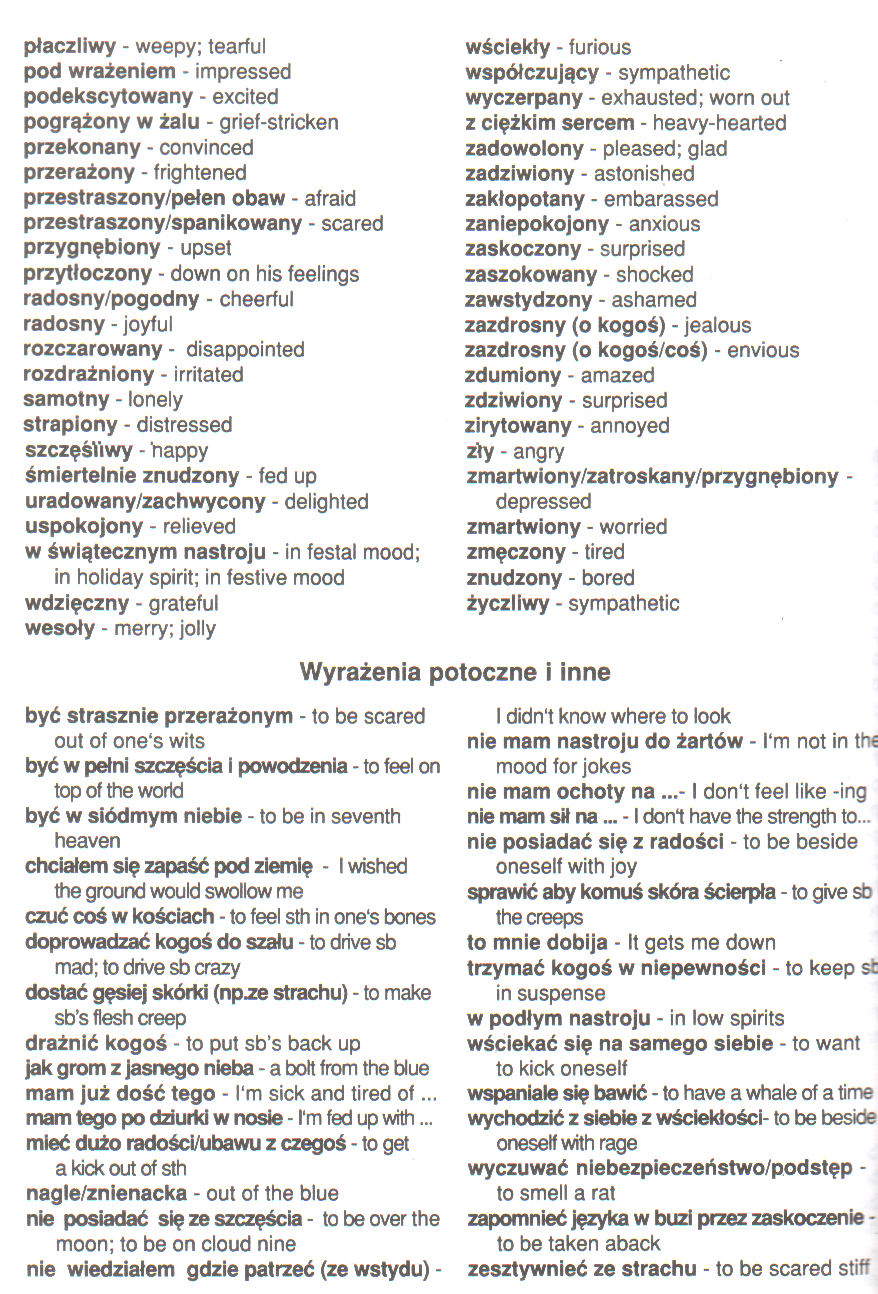 płaczliwy - weepy; tearful
pod wrażeniem - impressed
podekscytowany - excited
pogrążony w żalu - grief-stricken
przekonany - convinced
przerażony - frightened
przestraszony/pełen obaw - afraid
przestraszony/spanikowany - scared
przygnębiony - upset
przytłoczony - down on his feelings
radosny/pogodny - cheerful
radosny - joyful
rozczarowany - disappointed
rozdrażniony - irritated
samotny - lonely
strapiony - distressed
szczęśliwy - happy
śmiertelnie znudzony - fed up
uradowany/zachwycony - delighted
uspokojony - relieved
w świątecznym nastroju - in festal mood;
in holiday spirit; in festive mood
wdzięczny - grateful
wesoły - merry; jolly
wściekły - furious
współczujący - sympathetic
wyczerpany - exhausted; worn out
z ciężkim sercem - heavy-hearted
zadowolony - pleased; glad
zadziwiony - astonished
zakłopotany - embarassed
zaniepokojony - anxious
zaskoczony - surprised
zaszokowany - shocked
zawstydzony - ashamed
zazdrosny (o kogoś) - jealous
zazdrosny (o kogoś/coś) - envious
zdumiony - amazed
zdziwiony - surprised
zirytowany - annoyed
zły - angry
zmartwiony/zatroskany/przygnębiony -
depressed
zmartwiony - worried
zmęczony - tired
znudzony - bored
życzliwy - sympathetic
Wyrażenia potoczne i inne
być strasznie przerażonym - to be scared
out of one's wits
być w pełni szczęścia i powodzenia - to feel on
top of the world
być w siódmym niebie - to be in seventh
heaven
chciałem się zapaść pod ziemię - I wished
the ground would swollow me
czuć coś w kościach - to feel sth in one's bones
doprowadzać kogoś do szału - to drive sb
mad; to drive sb crazy
dostać gęsiej skórki (np.ze strachu) - to make
sb's flesh creep
drażnić kogoś - to put sb's back up
jak grom z jasnego nieba - a bolt from the blue
mam już dość tego - I'm sick and tired of ...
mam tego po dziurki w nosie - I'm fed up with ...
mieć dużo radości/ubawu z czegoś - to get
a kick out of sth
nagle/znienacka - out of the blue
nie posiadać się ze szczęścia - to be over the
moon; to be on cloud nine
nie wiedziałem gdzie patrzeć (ze wstydu) -
I didn't know where to look
nie mam nastroju do żartów - I'm not in the
mood for jokes
nie mam ochoty na ...- I don't feel like -ing
nie mam sił na ... - I don't have the strength to...
nie posiadać się z radości - to be beside
oneself with joy
sprawić aby komuś skóra ścierpła - to give sb
the creeps
to mnie dobija - It gets me down
trzymać kogoś w niepewności - to keep sb
in suspense
w podłym nastroju - in low spirits
wściekać się na samego siebie - to want
to kick oneself
wspaniale się bawić - to have a whale of a time
wychodzić z siebie z wściekłości- to be beside
oneself with rage
wyczuwać niebezpieczeństwo/podstęp -
to smell a rat
zapomnieć języka w buzi przez zaskoczenie -
to be taken aback
zesztywnieć ze strachu - to be scared stiff